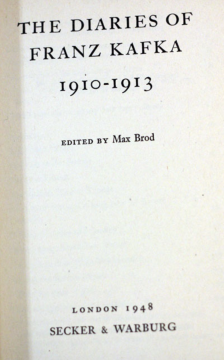 THE DIARIES OF
FRANZ KAFKA
1910-1913
EDITED BY Max Brod
LONDON 1948
SECKER & WARBURG